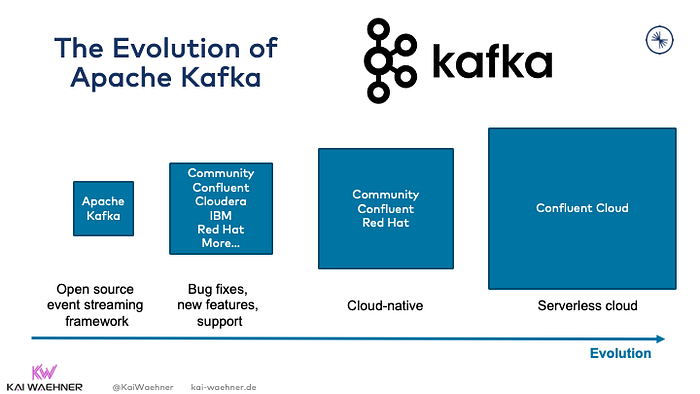 The Evolution of
Apache Kafka
kafka
Apache
Kafka
Community
Confluent
Cloudera
IBM
Red Hat
More...
Community
Confluent
Red Hat
Confluent Cloud
Open source
event streaming
framework
Bug fixes,
new features,
support
Cloud-native
Serverless cloud
Evolution
KW
KAI WAEHNER
@KaiWaehner
kai-waehner.de